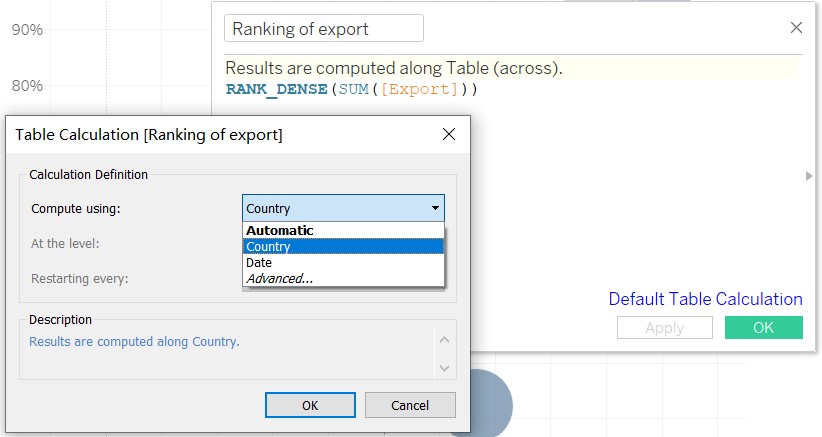 90%
80%
Ranking of export
Results are computed along Table (across).
RANK_DENSE(SUM([Export]))
Default Table Calculation
Apply
OK
Table Calculation [Ranking of export]
Calculation Definition
Compute using:
Country
Automatic
Country
Date
Advanced...
At the level:
Restarting every:
Description
Results are computed along Country.
OK
Cancel